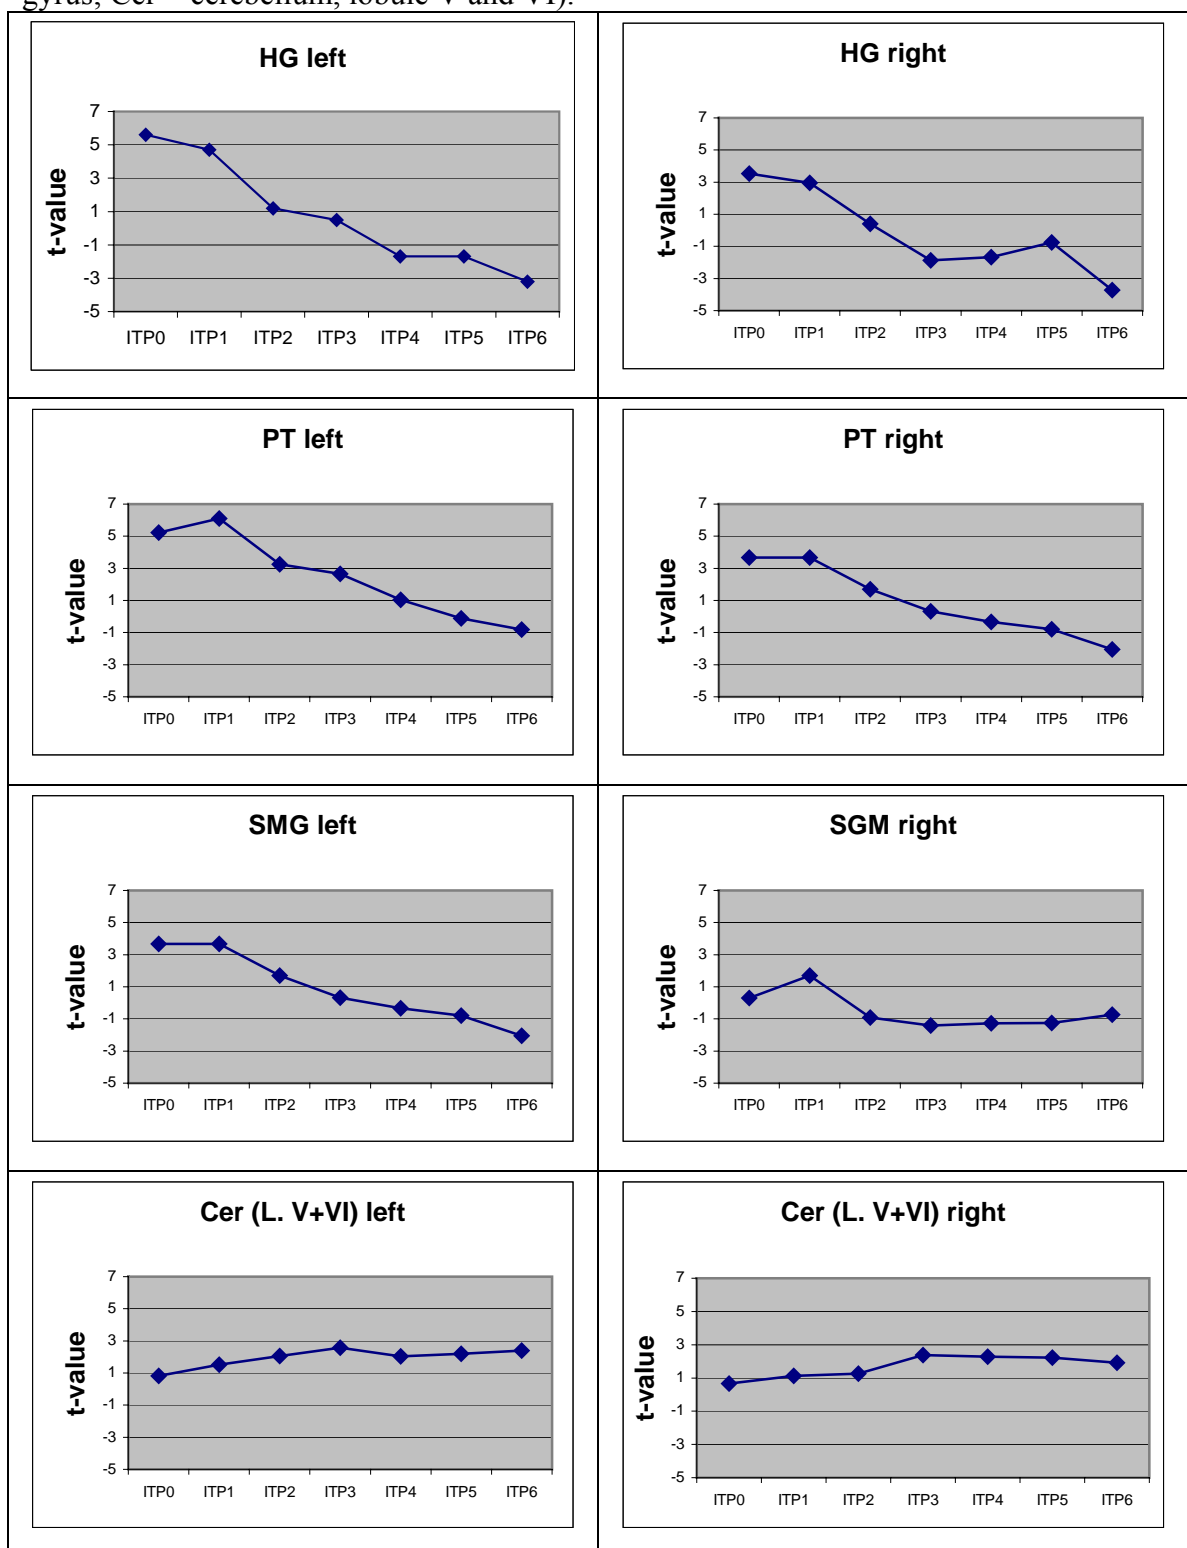 gyrus; Cer – cerebellum, lobule V and VI).
HG left
t-value
7
5
3
1
-1
-3
-5
ITP0 ITP1 ITP2 ITP3 ITP4 ITP5 ITP6
HG right
t-value
7
5
3
1
-1
-3
-5
ITP0 ITP1 ITP2 ITP3 ITP4 ITP5 ITP6
PT left
t-value
7
5
3
1
-1
-3
-5
ITP0 ITP1 ITP2 ITP3 ITP4 ITP5 ITP6
PT right
t-value
7
5
3
1
-1
-3
-5
ITP0 ITP1 ITP2 ITP3 ITP4 ITP5 ITP6
SMG left
t-value
7
5
3
1
-1
-3
-5
ITP0 ITP1 ITP2 ITP3 ITP4 ITP5 ITP6
SGM right
t-value
7
5
3
1
-1
-3
-5
ITP0 ITP1 ITP2 ITP3 ITP4 ITP5 ITP6
Cer (L. V+VI) left
t-value
7
5
3
1
-1
-3
-5
ITP0 ITP1 ITP2 ITP3 ITP4 ITP5 ITP6
Cer (L. V+VI) right
t-value
7
5
3
1
-1
-3
-5
ITP0 ITP1 ITP2 ITP3 ITP4 ITP5 ITP6